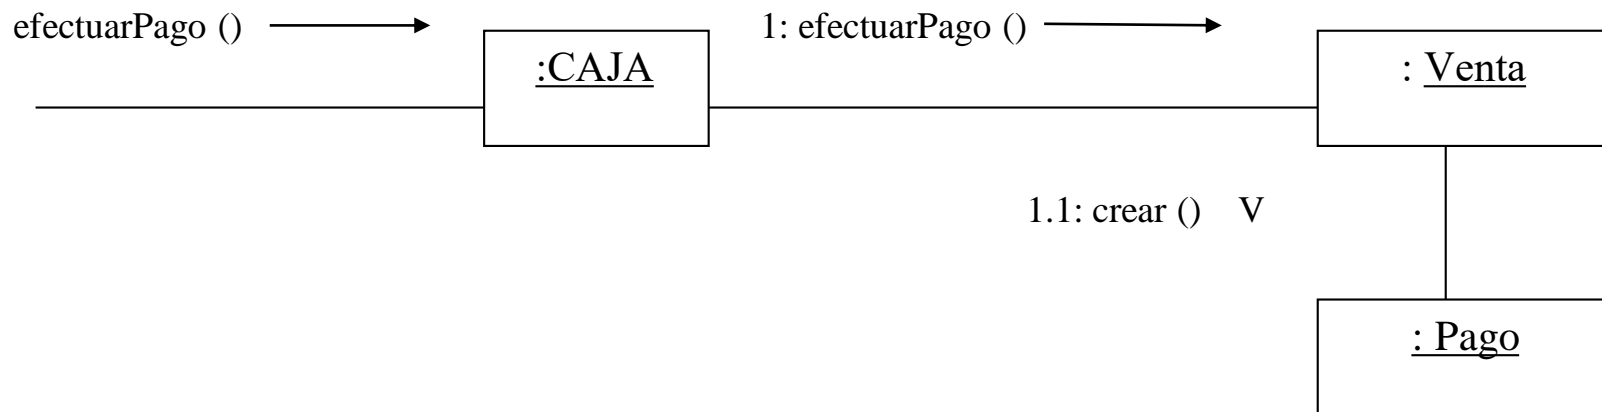 efectuarPago ()
1: efectuarPago ()
:CAJA
: Venta
1.1: crear () V
: Pago